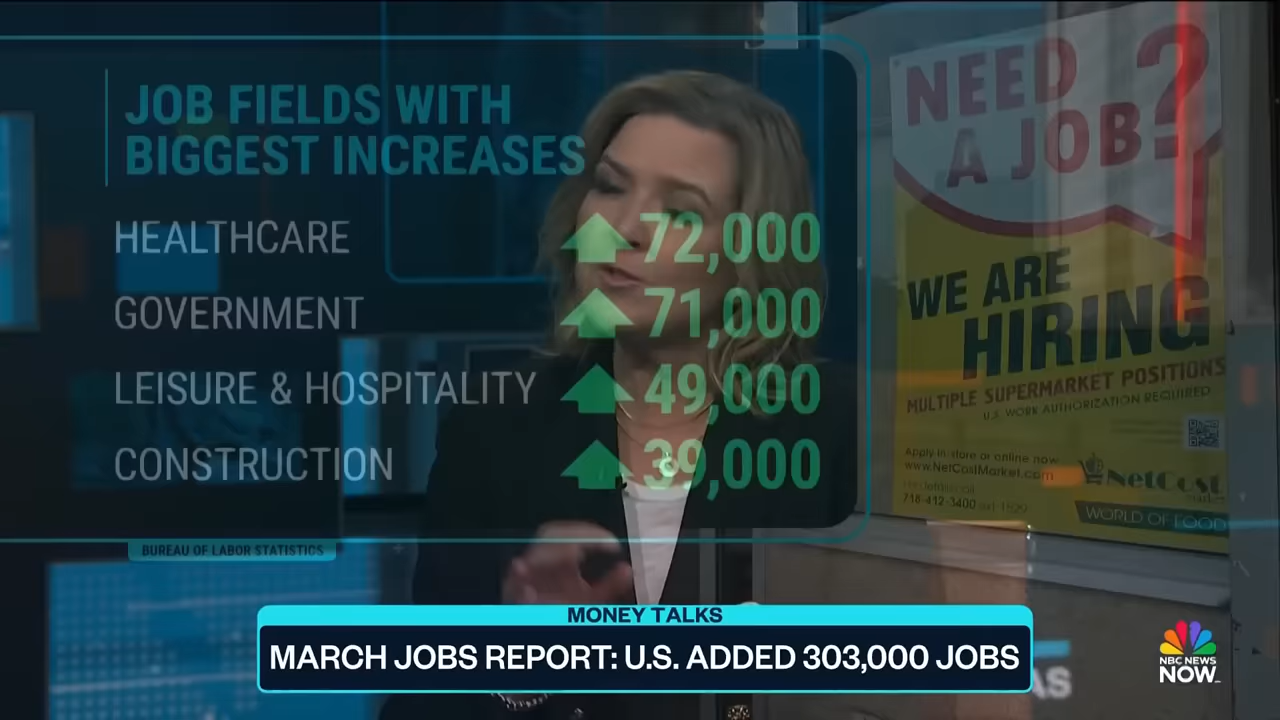 JOB FIELDS WITH
BIGGEST INCREASES
HEALTHCARE 72,000
GOVERNMENT 71,000
LEISURE & HOSPITALITY 49,000
CONSTRUCTION 39,000
BUREAU OF LABOR STATISTICS
NEED
A JOB?
WE ARE
HIRING
MULTIPLE SUPERMARKET POSITIONS
U.S. WORK AUTHORIZATION REQUIRED
Apply in store or online now
www.NetCostMarket.com
718-412-3400
NetCost
market
WORLD OF FOOD
MONEY TALKS
MARCH JOBS REPORT: U.S. ADDED 303,000 JOBS
AS
NBC NEWS
NOW